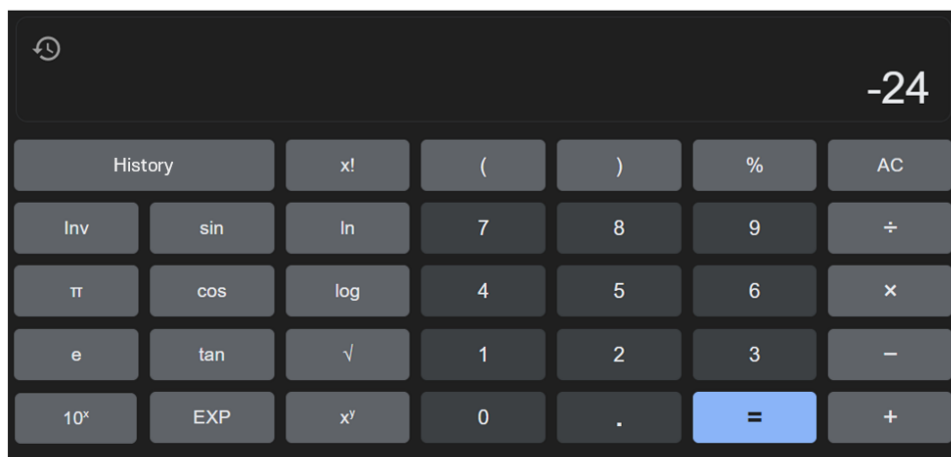 -24
History x! ( ) % AC
Inv sin ln 7 8 9 ÷
π cos log 4 5 6 ×
e tan √ 1 2 3 −
10ˣ EXP xʸ 0 . = +